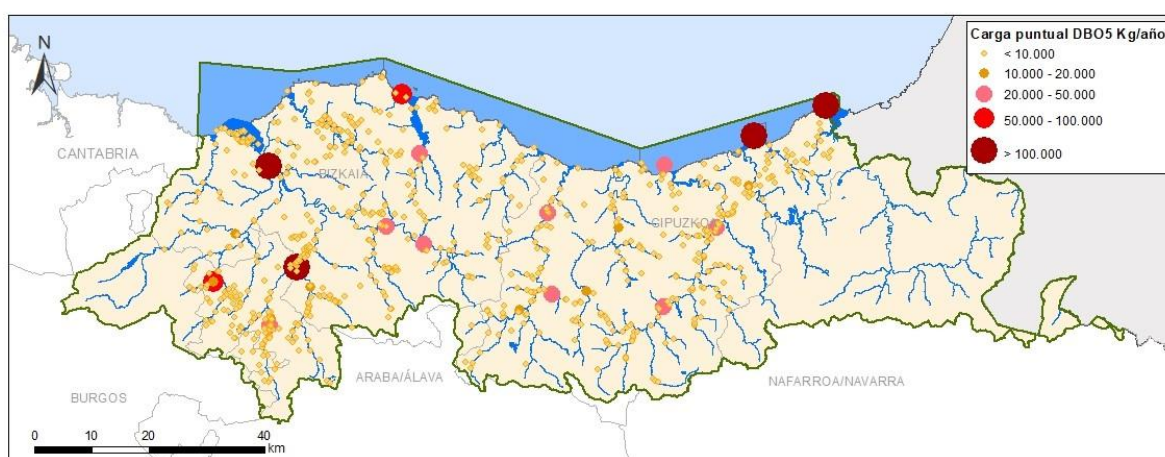 N
Carga puntual DBO5 Kg/año
< 10.000
10.000 - 20.000
20.000 - 50.000
50.000 - 100.000
> 100.000
CANTABRIA
BIZKAIA
GIPUZKOA
ARABA/ÁLAVA
NAFARROA/NAVARRA
BURGOS
0 10 20 40
km